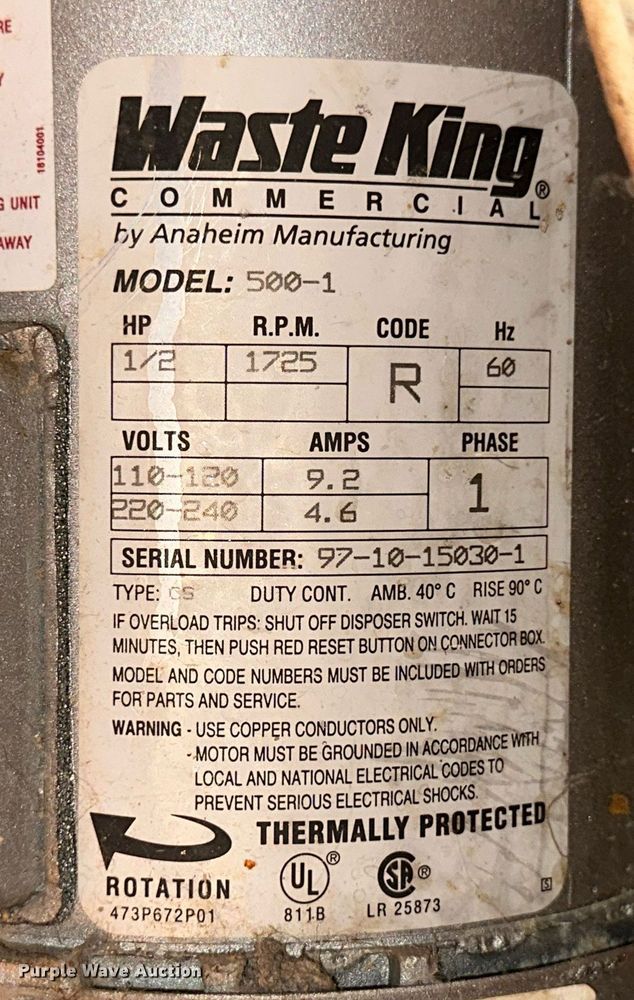 RE
Y
18104001
G UNIT
AWAY
Waste King®
COMMERCIAL
by Anaheim Manufacturing
MODEL: 500-1
HP R.P.M. CODE Hz
1/2 1725 R 60
VOLTS AMPS PHASE
110-120 9.2 1
220-240 4.6
SERIAL NUMBER: 97-10-15030-1
TYPE: CS DUTY CONT. AMB. 40° C RISE 90° C
IF OVERLOAD TRIPS: SHUT OFF DISPOSER SWITCH. WAIT 15
MINUTES, THEN PUSH RED RESET BUTTON ON CONNECTOR BOX.
MODEL AND CODE NUMBERS MUST BE INCLUDED WITH ORDERS
FOR PARTS AND SERVICE.
WARNING - USE COPPER CONDUCTORS ONLY.
- MOTOR MUST BE GROUNDED IN ACCORDANCE WITH
LOCAL AND NATIONAL ELECTRICAL CODES TO
PREVENT SERIOUS ELECTRICAL SHOCKS.
THERMALLY PROTECTED
ROTATION
473P672P01
UL®
811B
SA®
LR 25873
S
Purple Wave Auction